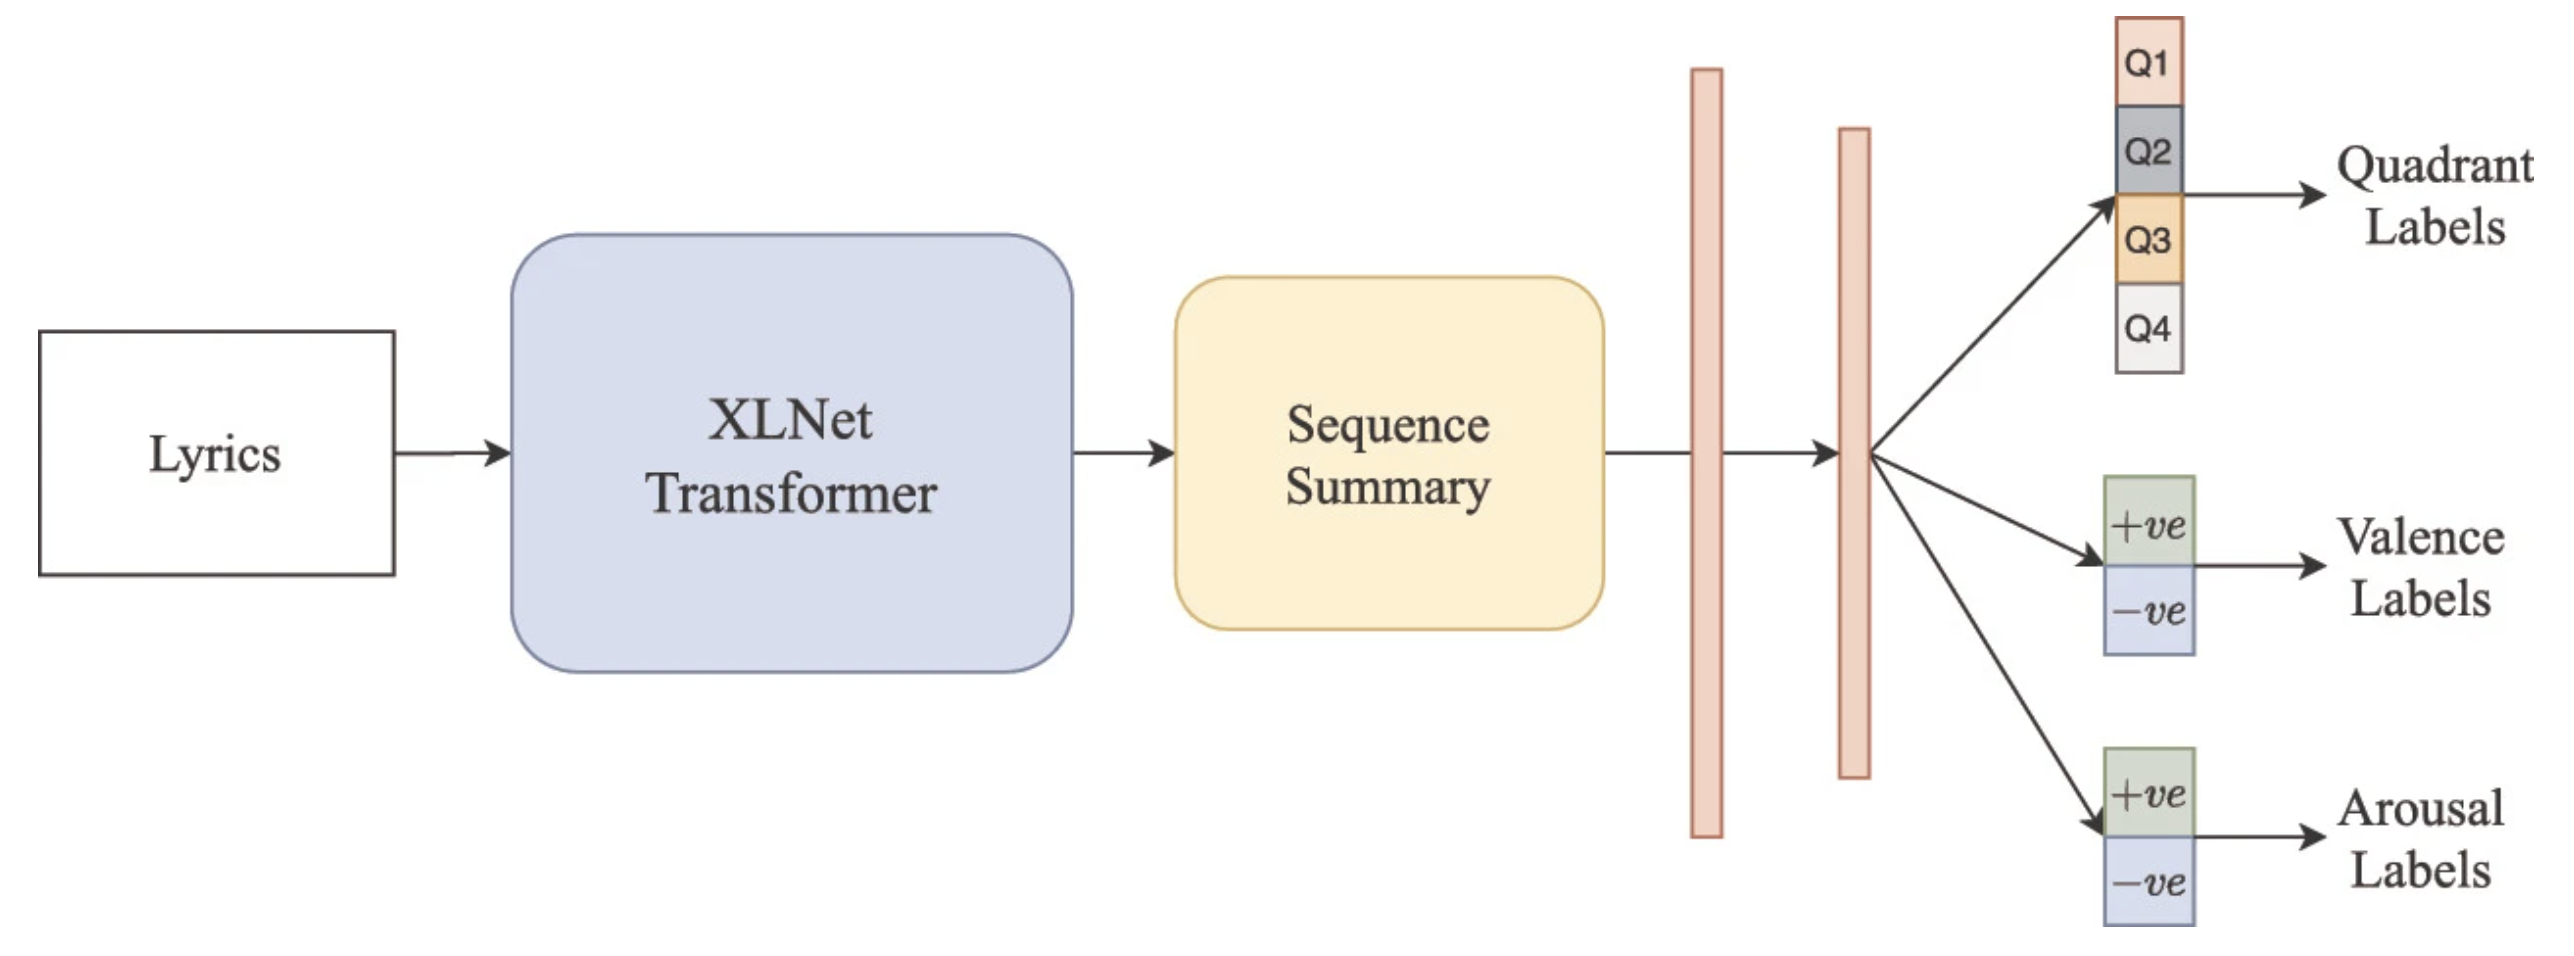 Lyrics
XLNet
Transformer
Sequence
Summary
Q1
Q2
Q3
Q4
Quadrant
Labels
+ve
−ve
Valence
Labels
+ve
−ve
Arousal
Labels